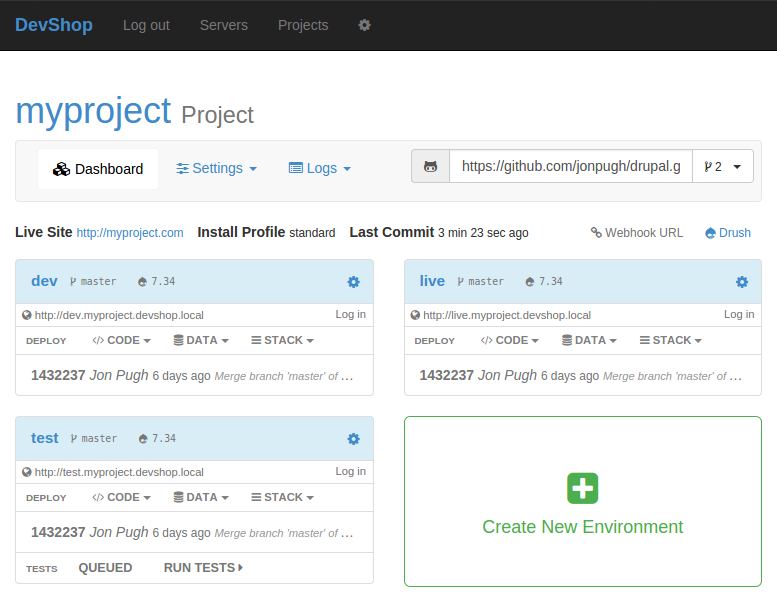 DevShop Log out Servers Projects
myproject Project
Dashboard Settings Logs https://github.com/jonpugh/drupal.g 2
Live Site http://myproject.com Install Profile standard Last Commit 3 min 23 sec ago Webhook URL Drush
dev master 7.34
http://dev.myproject.devshop.local Log in
DEPLOY CODE DATA STACK
1432237 Jon Pugh 6 days ago Merge branch 'master' of ...
live master 7.34
http://live.myproject.devshop.local Log in
DEPLOY CODE DATA STACK
1432237 Jon Pugh 6 days ago Merge branch 'master' of ...
test master 7.34
http://test.myproject.devshop.local Log in
DEPLOY CODE DATA STACK
1432237 Jon Pugh 6 days ago Merge branch 'master' of ...
TESTS QUEUED RUN TESTS
Create New Environment